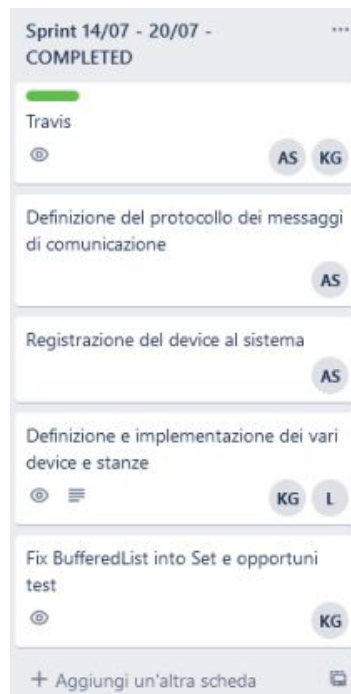 Sprint 14/07 - 20/07 -
COMPLETED
Travis
AS KG
Definizione del protocollo dei messaggi
di comunicazione
AS
Registrazione del device al sistema
AS
Definizione e implementazione dei vari
device e stanze
KG L
Fix BufferedList into Set e opportuni
test
KG
+ Aggiungi un'altra scheda